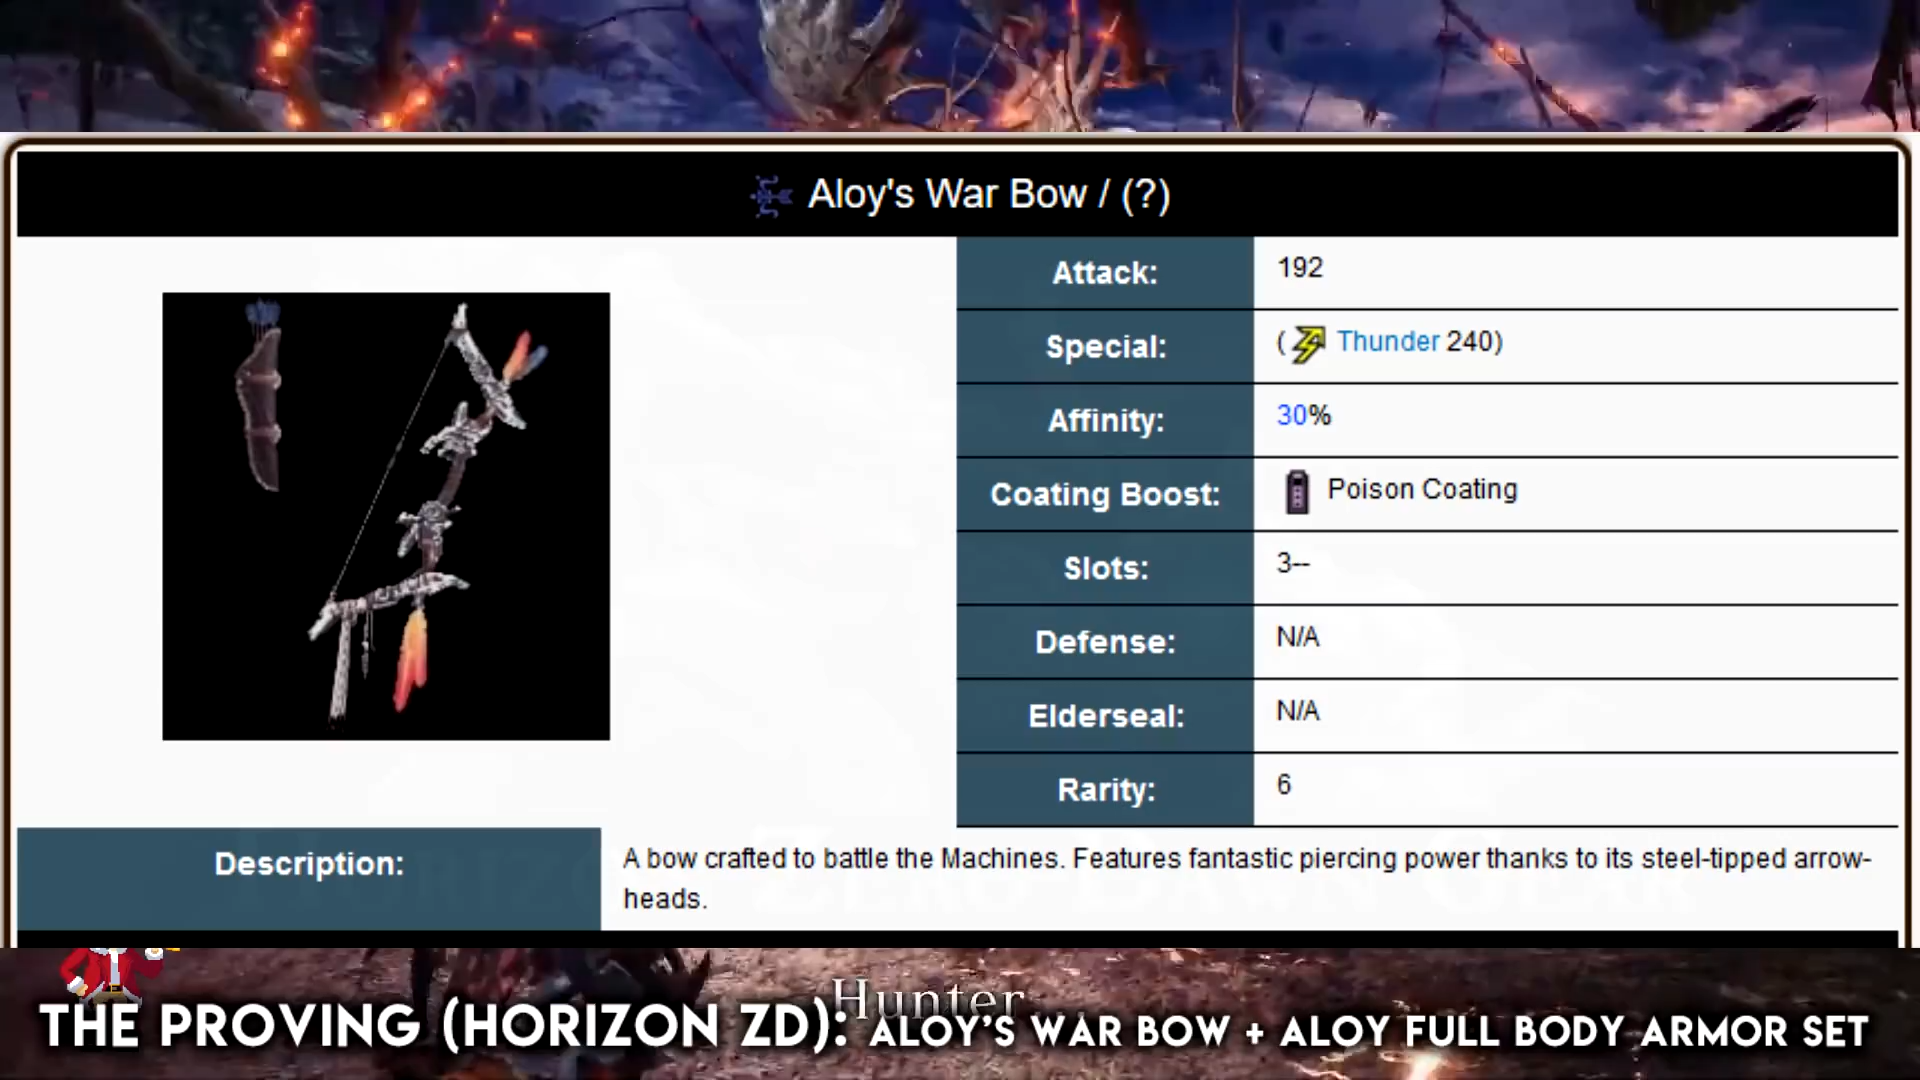 Aloy's War Bow / (?)
Attack: 192
Special: ( Thunder 240)
Affinity: 30%
Coating Boost: Poison Coating
Slots: 3--
Defense: N/A
Elderseal: N/A
Rarity: 6
Description: A bow crafted to battle the Machines. Features fantastic piercing power thanks to its steel-tipped arrow-
heads.
Hunter...
THE PROVING (HORIZON ZD): ALOY'S WAR BOW + ALOY FULL BODY ARMOR SET